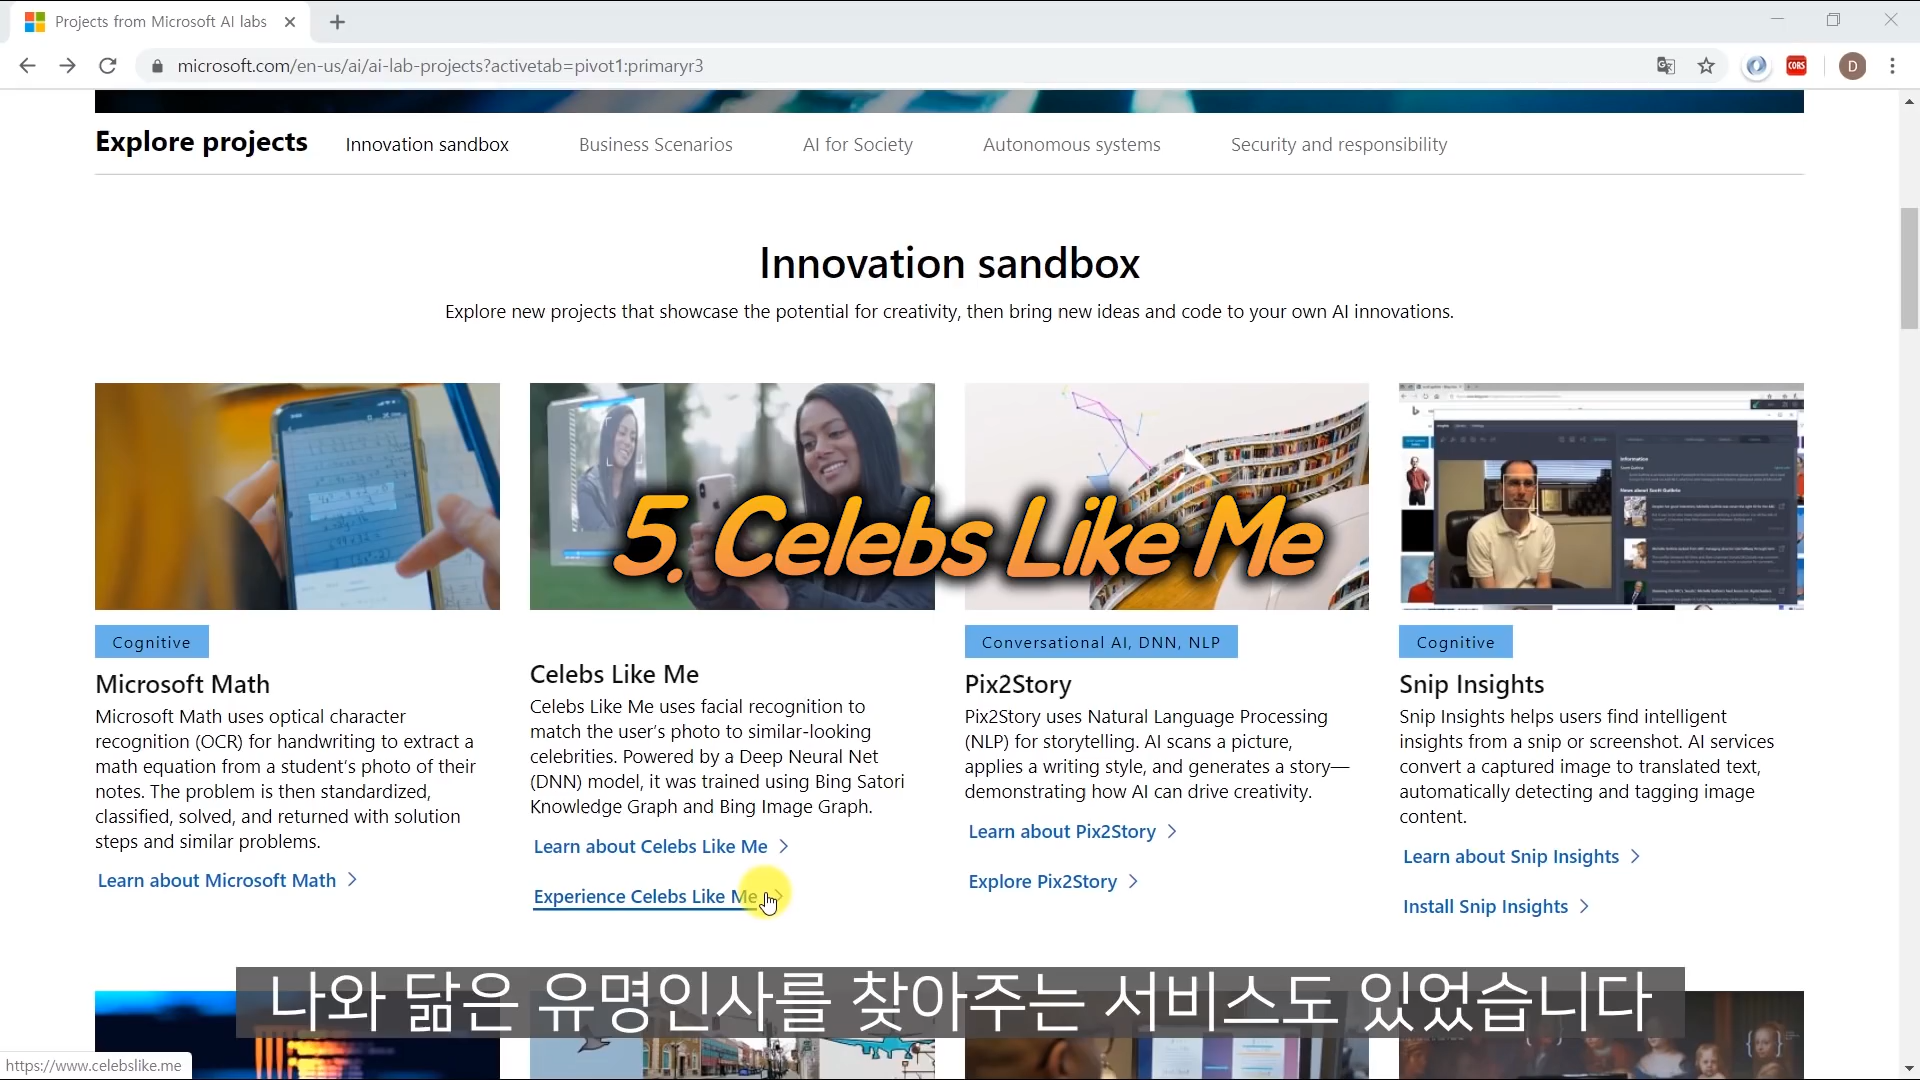 Projects from Microsoft AI labs
microsoft.com/en-us/ai/ai-lab-projects?activetab=pivot1:primaryr3
CORS
D
Explore projects
Innovation sandbox
Business Scenarios
AI for Society
Autonomous systems
Security and responsibility
Innovation sandbox
Explore new projects that showcase the potential for creativity, then bring new ideas and code to your own AI innovations.
5. Celebs Like Me
Cognitive
Microsoft Math
Microsoft Math uses optical character
recognition (OCR) for handwriting to extract a
math equation from a student's photo of their
notes. The problem is then standardized,
classified, solved, and returned with solution
steps and similar problems.
Learn about Microsoft Math
Celebs Like Me
Celebs Like Me uses facial recognition to
match the user's photo to similar-looking
celebrities. Powered by a Deep Neural Net
(DNN) model, it was trained using Bing Satori
Knowledge Graph and Bing Image Graph.
Learn about Celebs Like Me
Experience Celebs Like Me
Conversational AI, DNN, NLP
Pix2Story
Pix2Story uses Natural Language Processing
(NLP) for storytelling. AI scans a picture,
applies a writing style, and generates a story—
demonstrating how AI can drive creativity.
Learn about Pix2Story
Explore Pix2Story
Cognitive
Snip Insights
Snip Insights helps users find intelligent
insights from a snip or screenshot. AI services
convert a captured image to translated text,
automatically detecting and tagging image
content.
Learn about Snip Insights
Install Snip Insights
나와 닮은 유명인사를 찾아주는 서비스도 있었습니다
https://www.celebslike.me